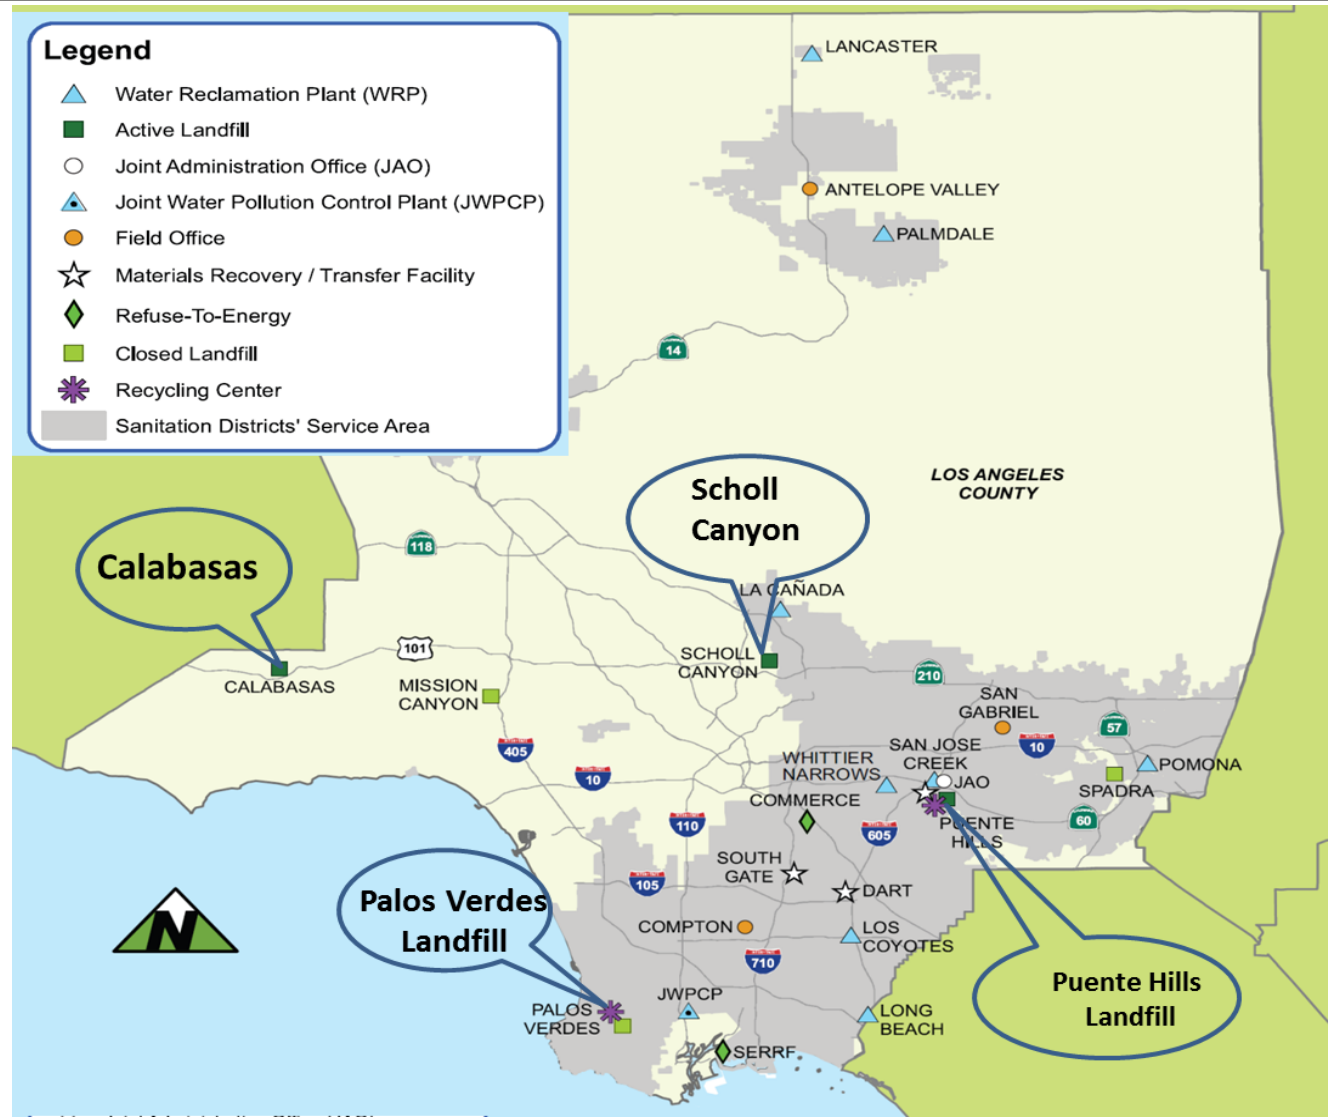 Legend
Water Reclamation Plant (WRP)
Active Landfill
Joint Administration Office (JAO)
Joint Water Pollution Control Plant (JWPCP)
Field Office
Materials Recovery / Transfer Facility
Refuse-To-Energy
Closed Landfill
Recycling Center
Sanitation Districts' Service Area
LANCASTER
ANTELOPE VALLEY
PALMDALE
14
LOS ANGELES
COUNTY
Scholl
Canyon
118
Calabasas
LA CAÑADA
101
SCHOLL
CANYON
CALABASAS
MISSION
CANYON
210
SAN
GABRIEL
57
405
10
10
SAN JOSE
CREEK
WHITTIER
NARROWS
JAO
POMONA
SPADRA
COMMERCE
110
605
PUENTE
HILLS
60
SOUTH
GATE
105
DART
Palos Verdes
Landfill
COMPTON
LOS
COYOTES
710
Puente Hills
Landfill
JWPCP
PALOS
VERDES
LONG
BEACH
SERRF
N